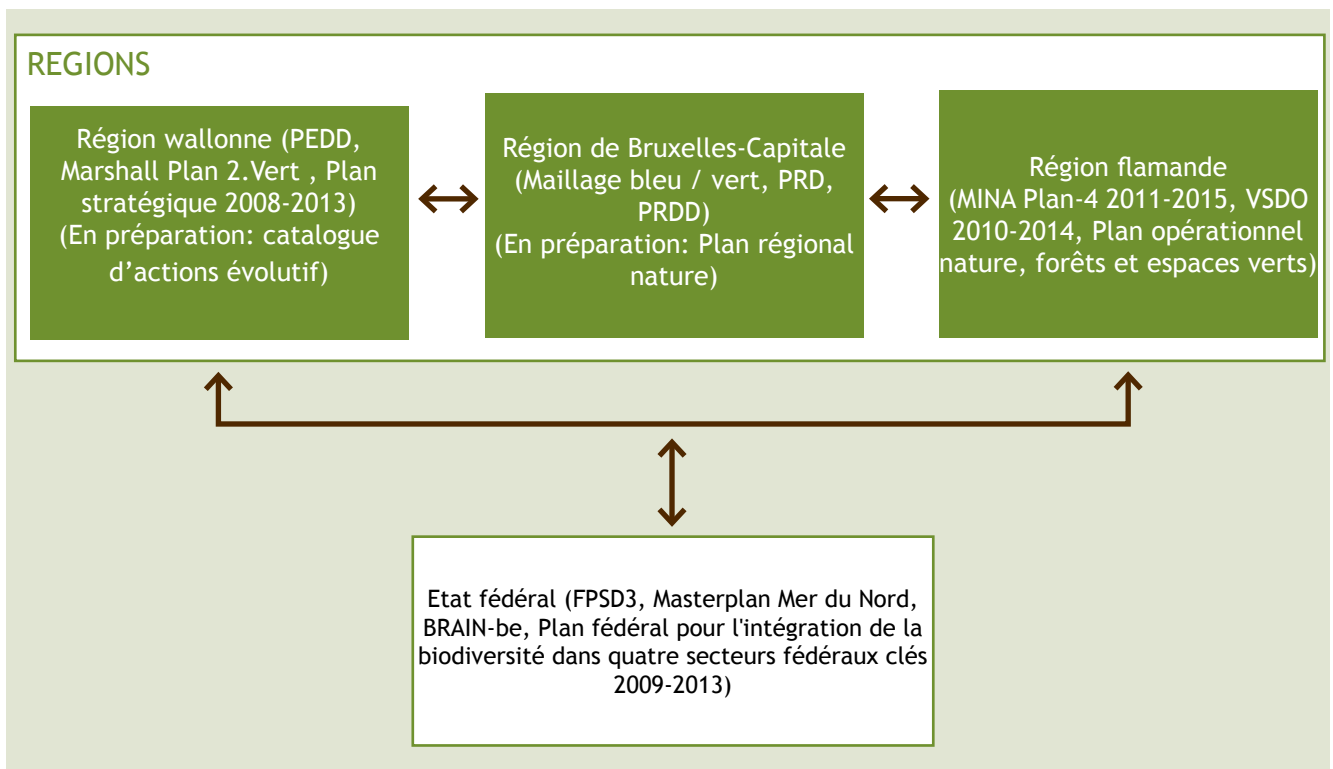 REGIONS
Région wallonne (PEDD,
Marshall Plan 2.Vert , Plan
stratégique 2008-2013)
(En préparation: catalogue
d’actions évolutif)
Région de Bruxelles-Capitale
(Maillage bleu / vert, PRD,
PRDD)
(En préparation: Plan régional
nature)
Région flamande
(MINA Plan-4 2011-2015, VSDO
2010-2014, Plan opérationnel
nature, forêts et espaces verts)
Etat fédéral (FPSD3, Masterplan Mer du Nord,
BRAIN-be, Plan fédéral pour l'intégration de la
biodiversité dans quatre secteurs fédéraux clés
2009-2013)